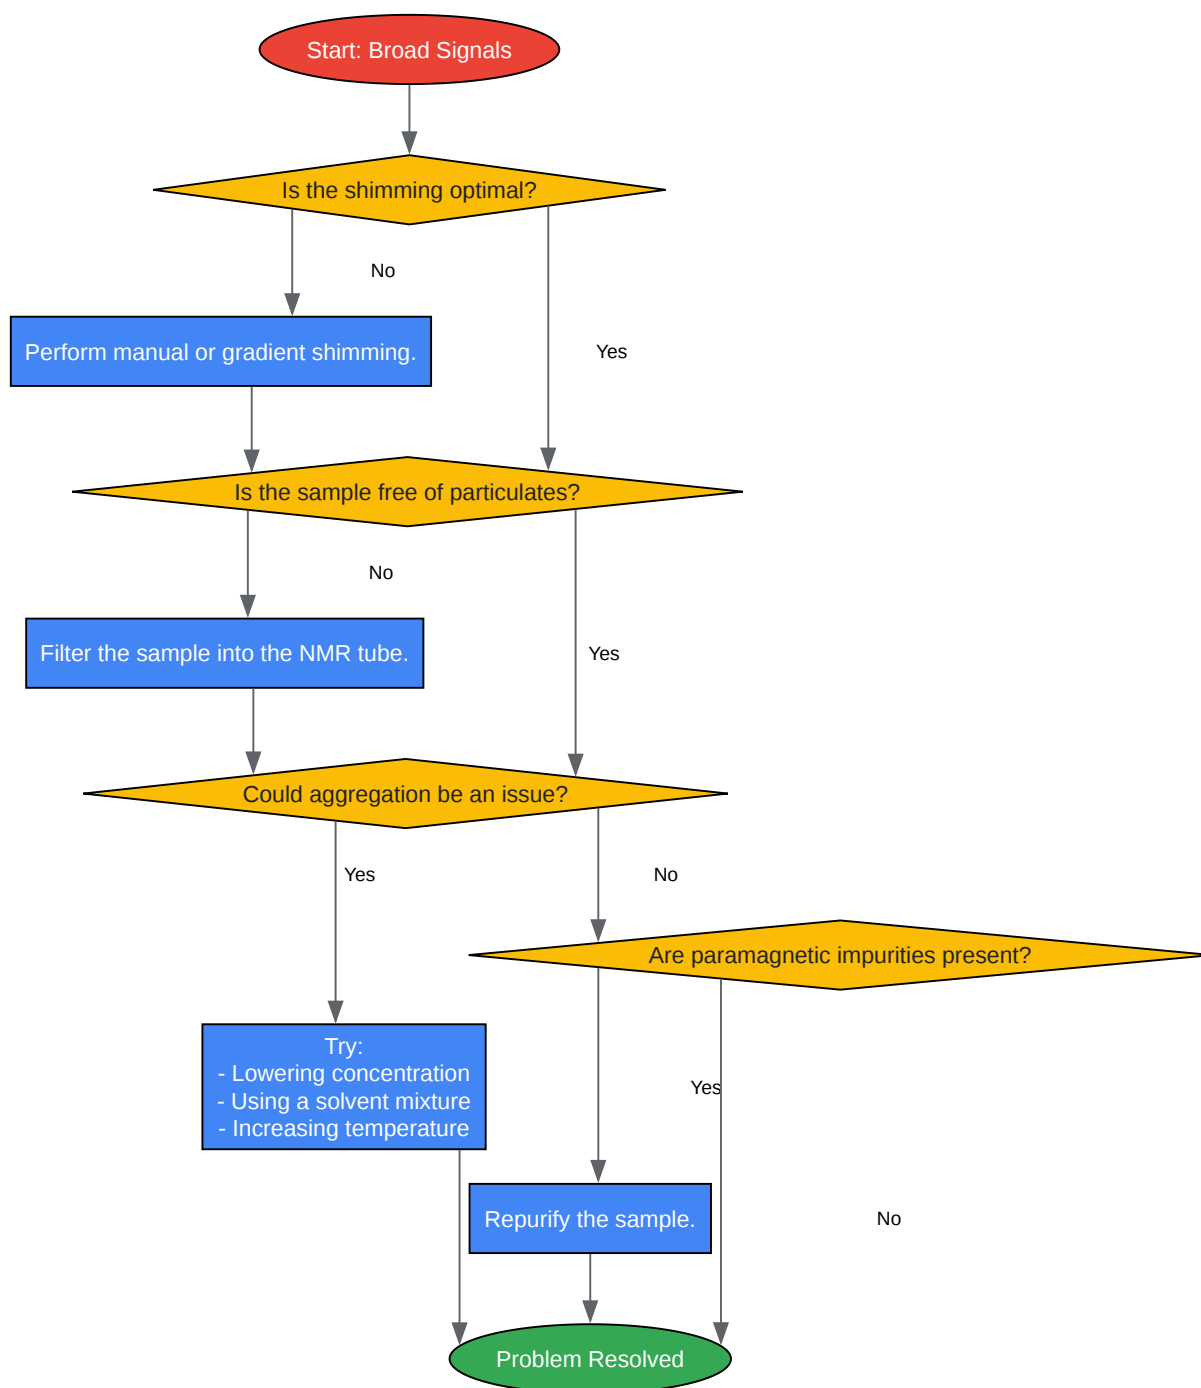 Start: Broad Signals
Is the shimming optimal?
No
Perform manual or gradient shimming.
Yes
Is the sample free of particulates?
No
Filter the sample into the NMR tube.
Yes
Could aggregation be an issue?
Yes
No
Are paramagnetic impurities present?
Try:
- Lowering concentration
- Using a solvent mixture
- Increasing temperature
Yes
Repurify the sample.
No
Problem Resolved